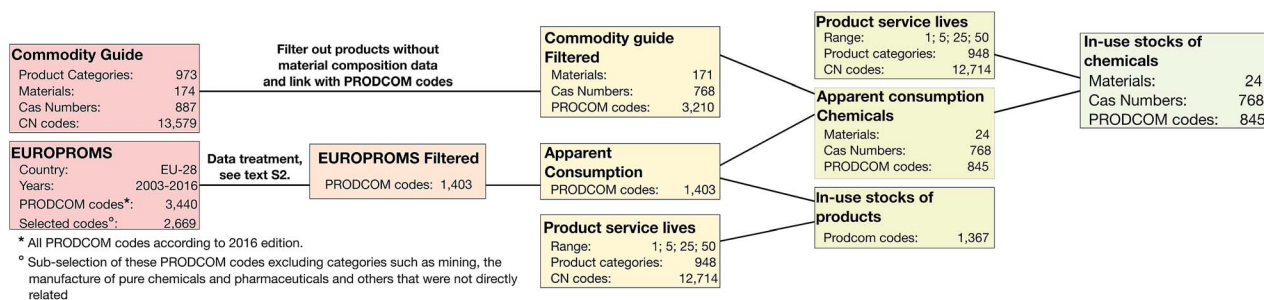 Commodity Guide
Product Categories: 973
Materials: 174
Cas Numbers: 887
CN codes: 13,579
EUROPROMS
Country: EU-28
Years: 2003-2016
PRODCOM codes*: 3,440
Selected codes°: 2,669
* All PRODCOM codes according to 2016 edition.
° Sub-selection of these PRODCOM codes excluding categories such as mining, the
manufacture of pure chemicals and pharmaceuticals and others that were not directly
related
Filter out products without
material composition data
and link with PRODCOM codes
Data treatment,
see text S2.
EUROPROMS Filtered
PRODCOM codes: 1,403
Commodity guide
Filtered
Materials: 171
Cas Numbers: 768
PROCOM codes: 3,210
Apparent
Consumption
PRODCOM codes: 1,403
Product service lives
Range: 1; 5; 25; 50
Product categories: 948
CN codes: 12,714
Product service lives
Range: 1; 5; 25; 50
Product categories: 948
CN codes: 12,714
Apparent consumption
Chemicals
Materials: 24
Cas Numbers: 768
PRODCOM codes: 845
In-use stocks of
products
Prodcom codes: 1,367
In-use stocks of
chemicals
Materials: 24
Cas Numbers: 768
PRODCOM codes: 845